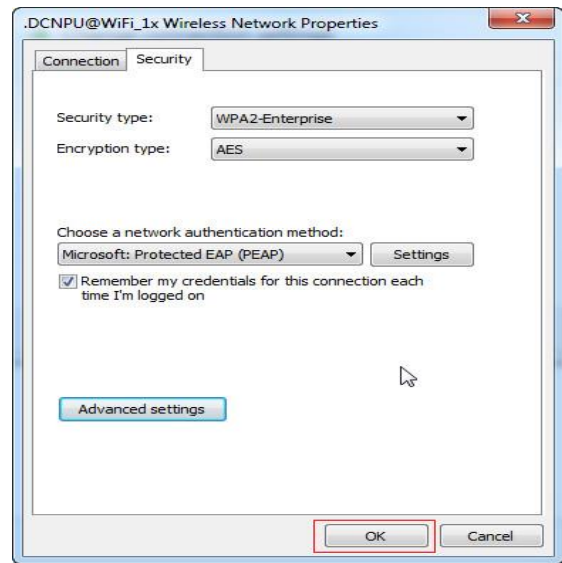 .DCNPU@WiFi_1x Wireless Network Properties
Connection
Security
Security type:
WPA2-Enterprise
Encryption type:
AES
Choose a network authentication method:
Microsoft: Protected EAP (PEAP)
Settings
Remember my credentials for this connection each
time I'm logged on
Advanced settings
OK
Cancel